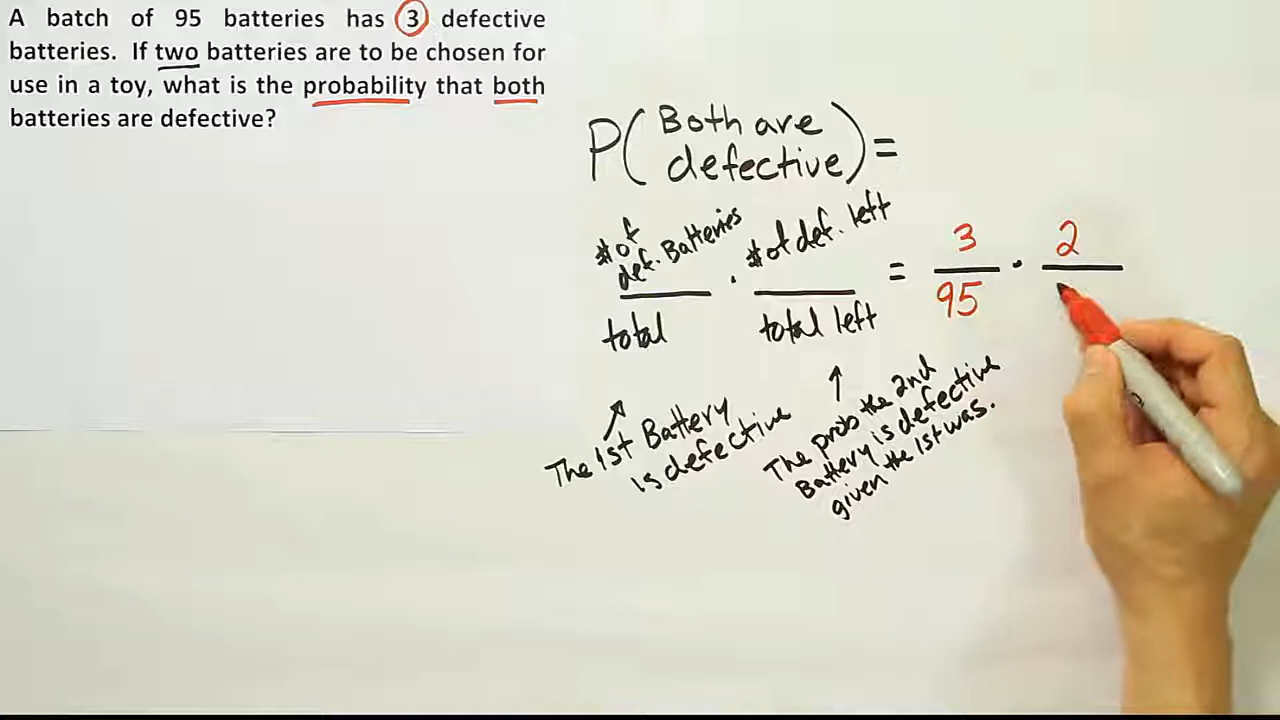 A batch of 95 batteries has 3 defective
batteries. If two batteries are to be chosen for
use in a toy, what is the probability that both
batteries are defective?
P(Both are
defective) =
# of
def. Batteries
total
·
# of def. left
total left
=
3
95
·
2
The 1st Battery
is defective
The prob the 2nd
Battery is defective
given the 1st was.